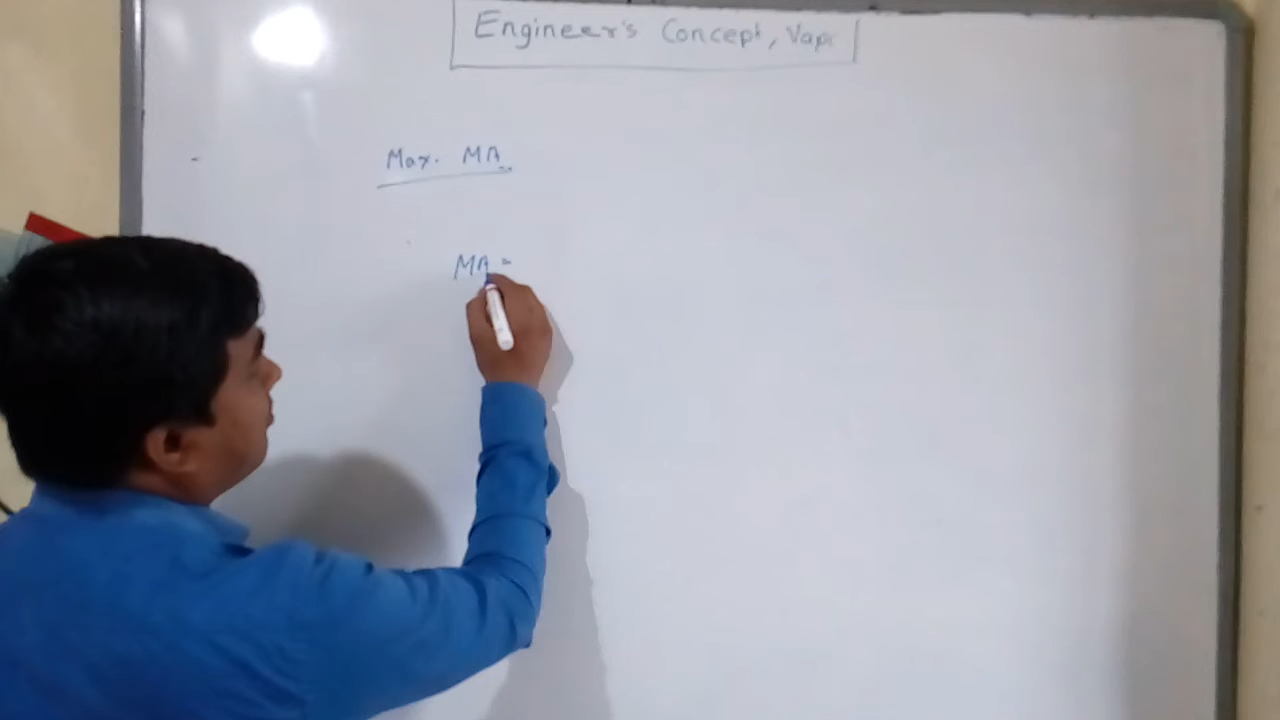 Engineer's Concept, Vapi
Max. MA
MA =